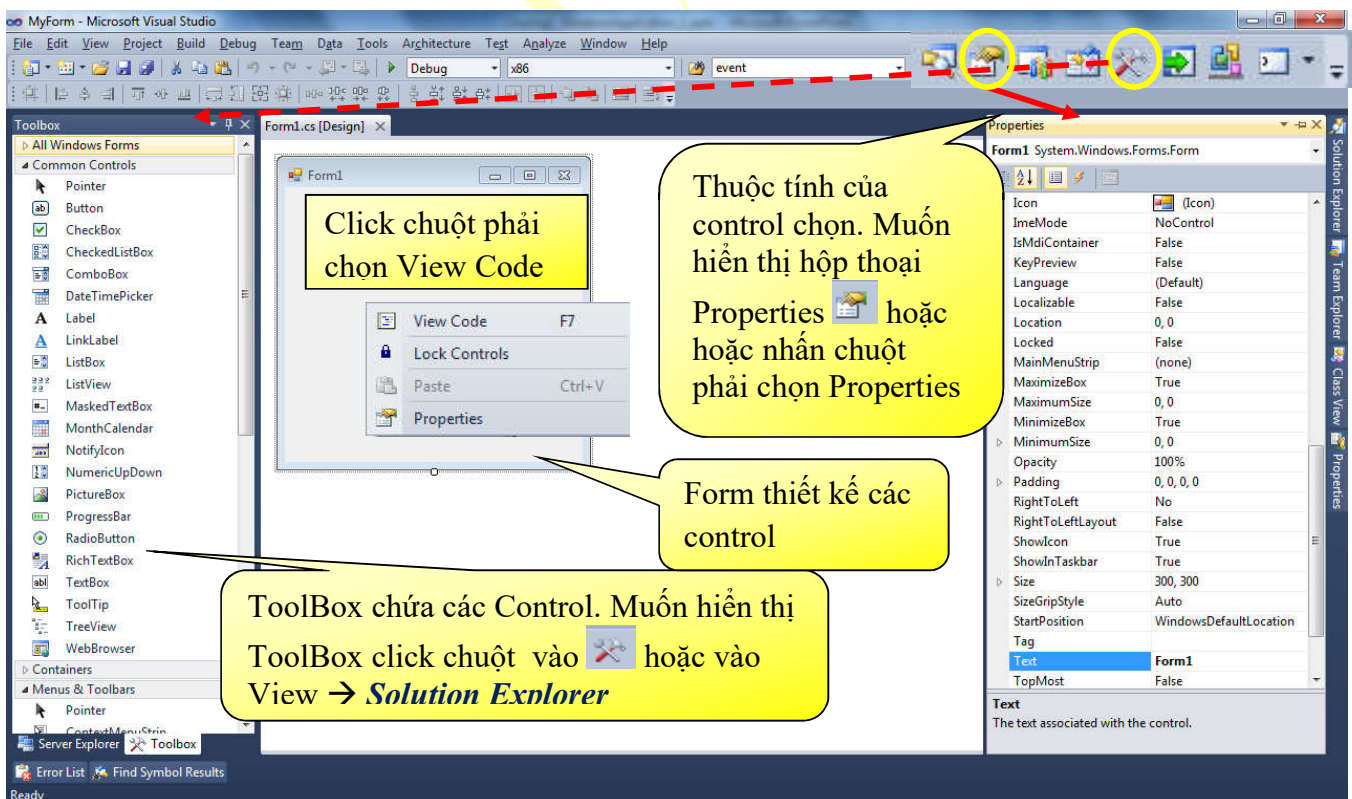 MyForm - Microsoft Visual Studio
File Edit View Project Build Debug Team Data Tools Architecture Test Analyze Window Help
Debug x86 event
Toolbox
All Windows Forms
Common Controls
Pointer
Button
CheckBox
CheckedListBox
ComboBox
DateTimePicker
Label
LinkLabel
ListBox
ListView
MaskedTextBox
MonthCalendar
NotifyIcon
NumericUpDown
PictureBox
ProgressBar
RadioButton
RichTextBox
TextBox
ToolTip
TreeView
WebBrowser
Containers
Menus & Toolbars
Pointer
ContextMenuStrip
Server Explorer Toolbox
Error List Find Symbol Results
Ready
Form1.cs [Design]
Form1
Click chuột phải
chọn View Code
View Code F7
Lock Controls
Paste Ctrl+V
Properties
Thuộc tính của
control chọn. Muốn
hiển thị hộp thoại
Properties hoặc
hoặc nhấn chuột
phải chọn Properties
Form thiết kế các
control
ToolBox chứa các Control. Muốn hiển thị
ToolBox click chuột vào hoặc vào
View → Solution Explorer
Properties
Form1 System.Windows.Forms.Form
Icon (Icon)
ImeMode NoControl
IsMdiContainer False
KeyPreview False
Language (Default)
Localizable False
Location 0, 0
Locked False
MainMenuStrip (none)
MaximizeBox True
MaximumSize 0, 0
MinimizeBox True
MinimumSize 0, 0
Opacity 100%
Padding 0, 0, 0, 0
RightToLeft No
RightToLeftLayout False
ShowIcon True
ShowInTaskbar True
Size 300, 300
SizeGripStyle Auto
StartPosition WindowsDefaultLocation
Tag
Text Form1
TopMost False
Text
The text associated with the control.
Solution Explorer
Team Explorer
Class View
Properties